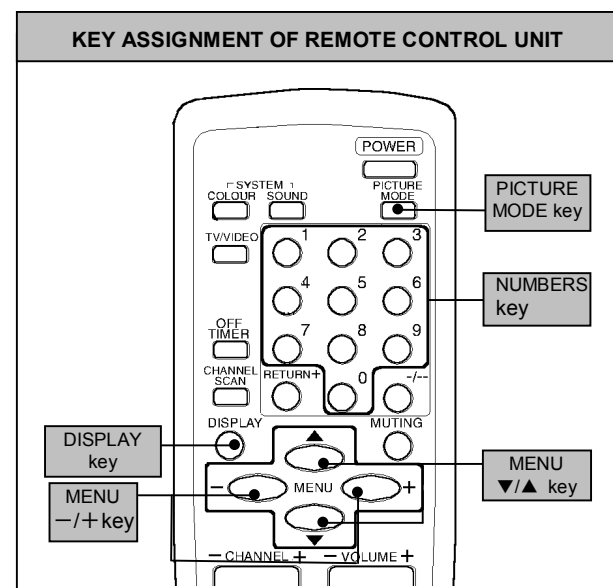 KEY ASSIGNMENT OF REMOTE CONTROL UNIT
POWER
SYSTEM
COLOUR SOUND
PICTURE
MODE
PICTURE
MODE key
TV/VIDEO
1 2 3
4 5 6
NUMBERS
key
OFF
TIMER
7 8 9
CHANNEL
SCAN
RETURN+
0
-/--
DISPLAY
MUTING
DISPLAY
key
▲
MENU
▼/▲ key
MENU
－/＋key
－ MENU +
▼
－ CHANNEL + － VOLUME +